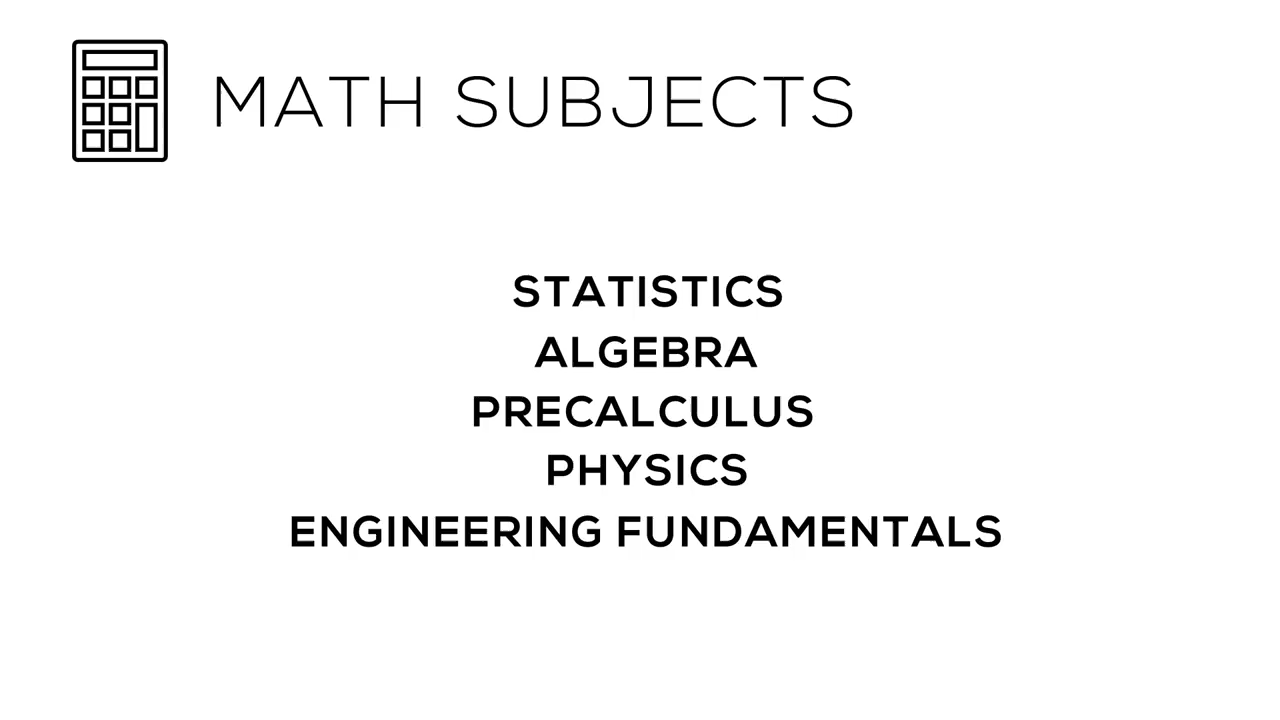 MATH SUBJECTS
STATISTICS
ALGEBRA
PRECALCULUS
PHYSICS
ENGINEERING FUNDAMENTALS